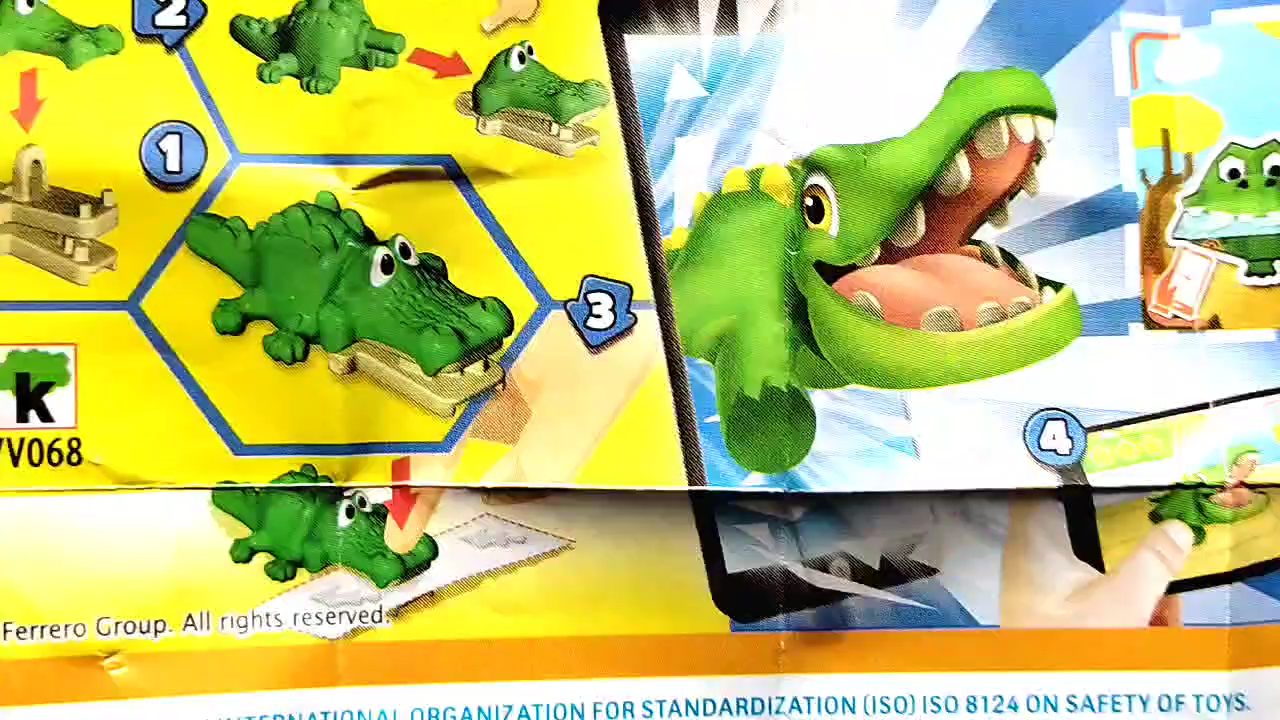 2
1
3
k
VV068
4
Ferrero Group. All rights reserved.
INTERNATIONAL ORGANIZATION FOR STANDARDIZATION (ISO) ISO 8124 ON SAFETY OF TOYS.